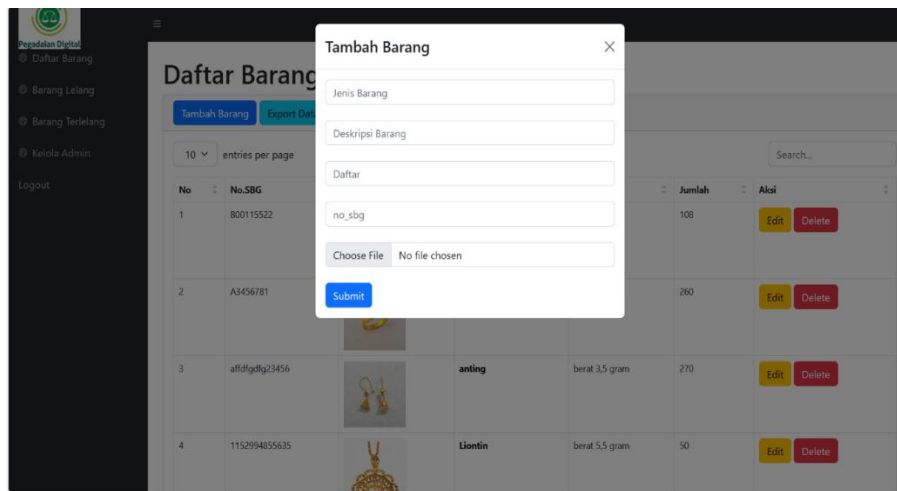 Pegadaian Digital
Daftar Barang
Barang Lelang
Barang Terlelang
Kelola Admin
Logout
Daftar Barang
Tambah Barang
Export Dat
10 entries per page
Search...
No No.SBG Jumlah Aksi
1 B00115522 108 Edit Delete
2 A3456781 260 Edit Delete
3 affdfgdfg23456 anting berat 3,5 gram 270 Edit Delete
4 1152994855635 Liontin berat 5,5 gram 50 Edit Delete
Tambah Barang
Jenis Barang
Deskripsi Barang
Daftar
no_sbg
Choose File No file chosen
Submit